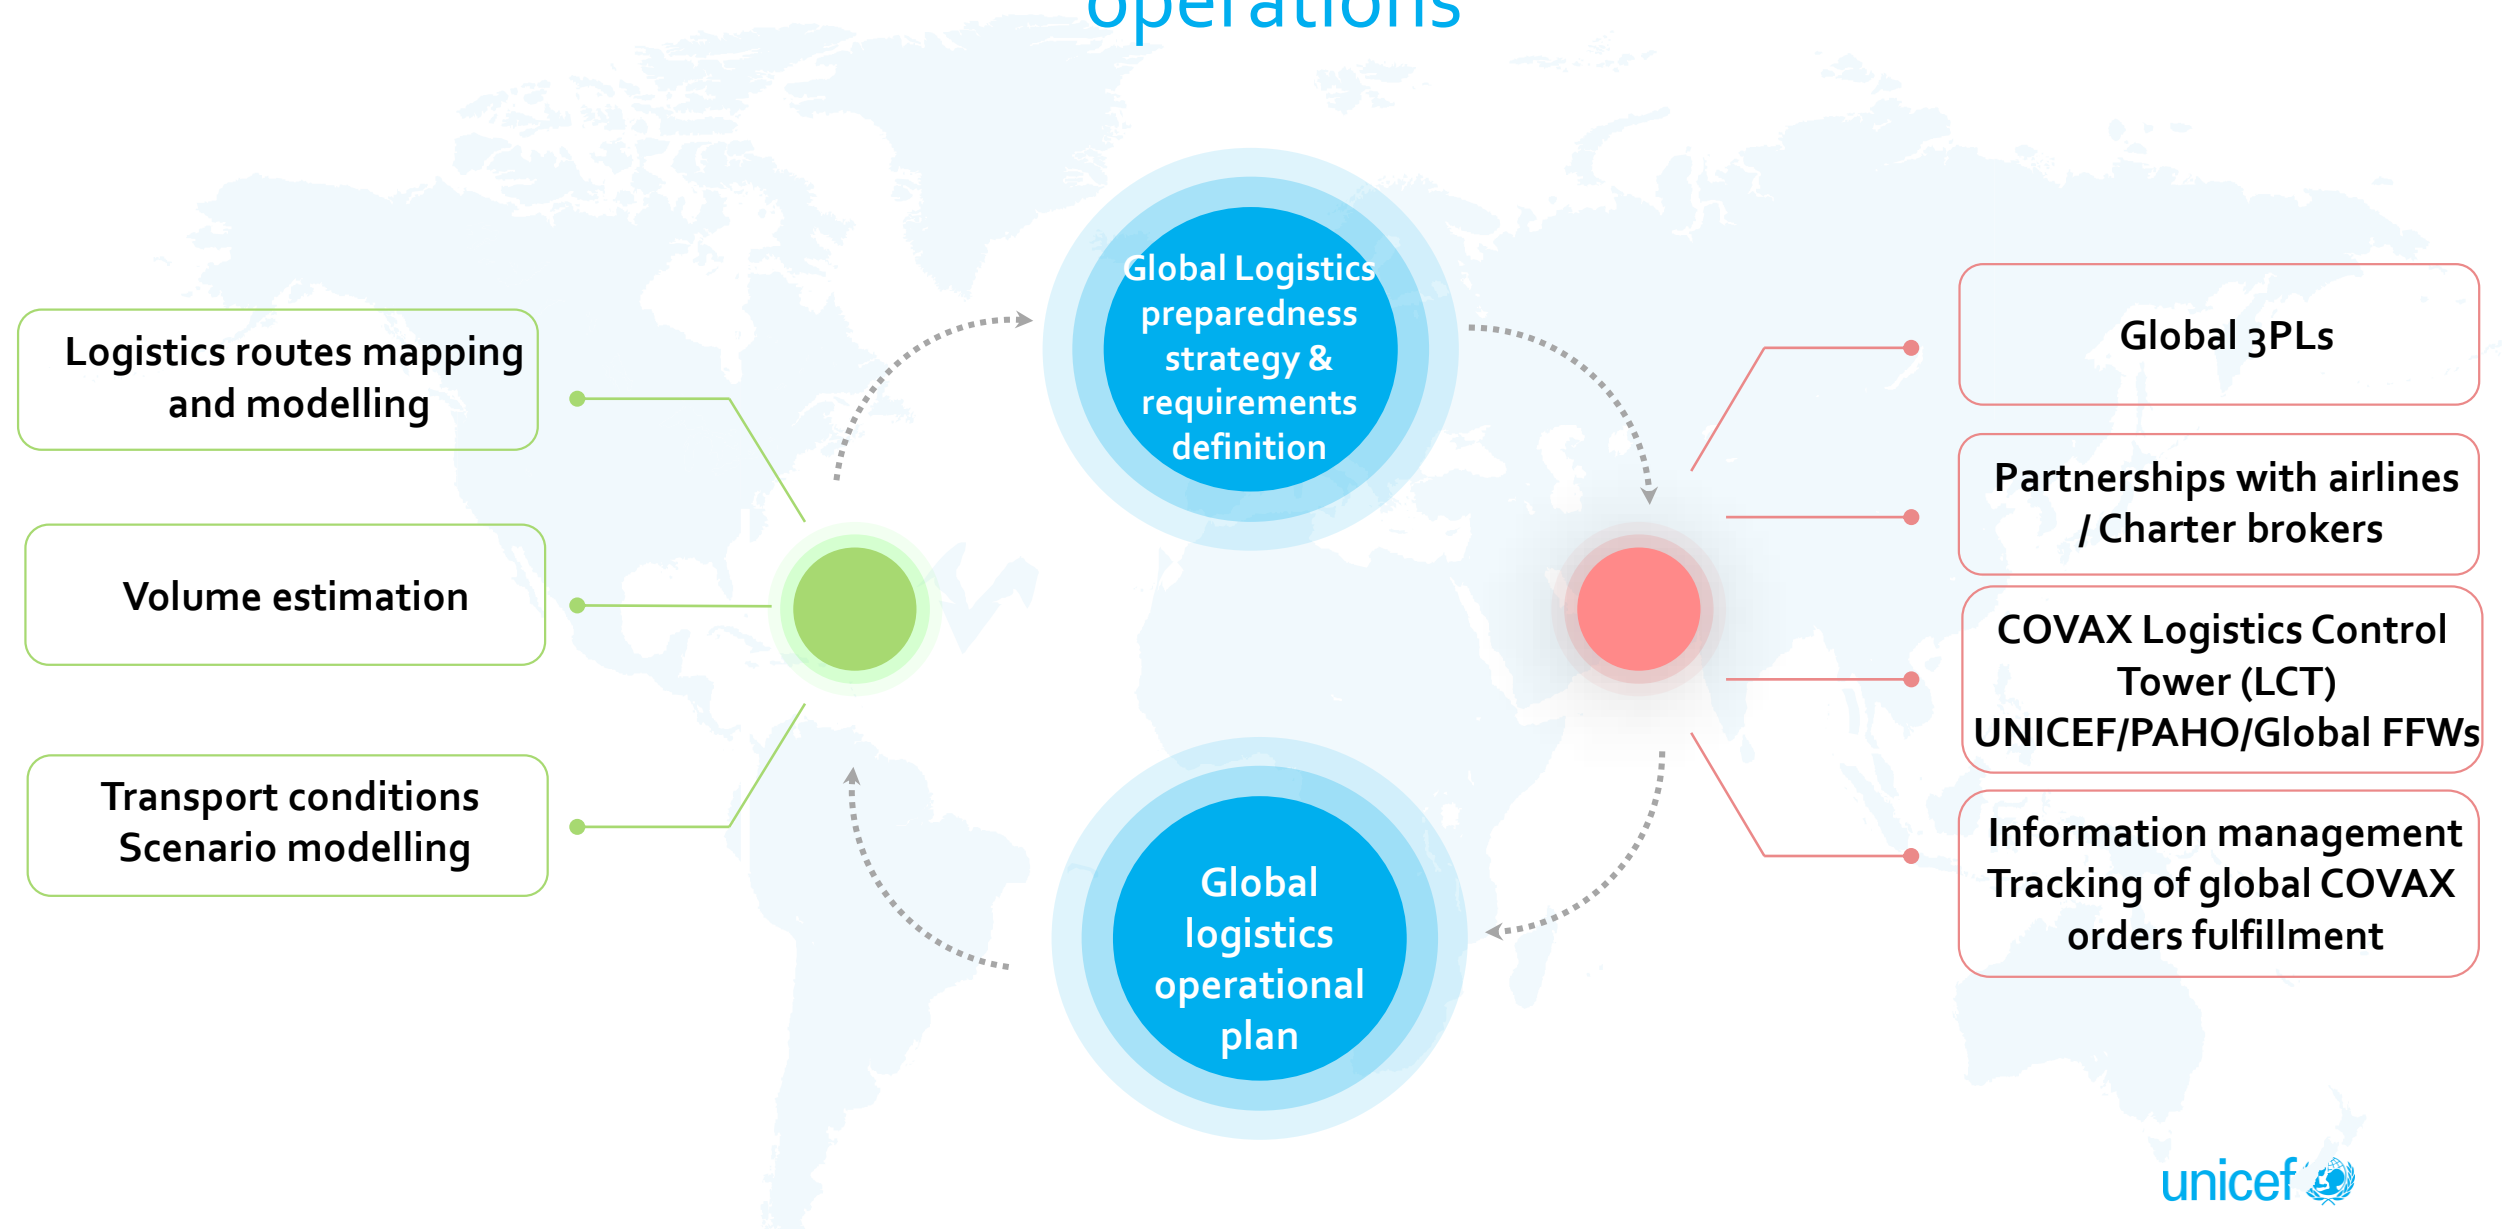 operations
Logistics routes mapping
and modelling
Volume estimation
Transport conditions
Scenario modelling
Global Logistics
preparedness
strategy &
requirements
definition
Global
logistics
operational
plan
Global 3PLs
Partnerships with airlines
/ Charter brokers
COVAX Logistics Control
Tower (LCT)
UNICEF/PAHO/Global FFWs
Information management
Tracking of global COVAX
orders fulfillment
unicef